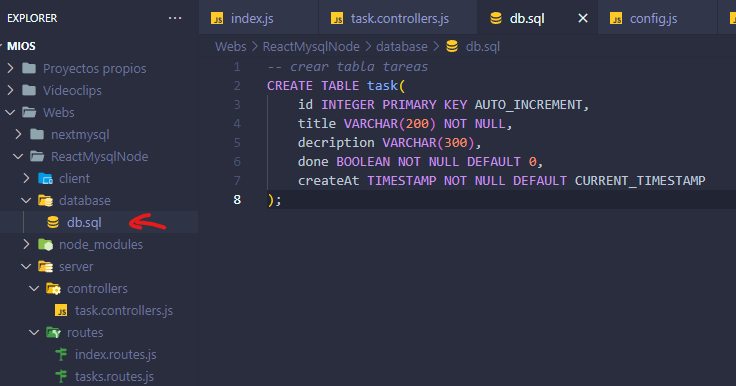 EXPLORER
MIOS
Proyectos propios
Videoclips
Webs
nextmysql
ReactMysqlNode
client
database
db.sql
node_modules
server
controllers
JS task.controllers.js
routes
index.routes.js
tasks.routes.js
JS index.js JS task.controllers.js db.sql JS config.js
Webs > ReactMysqlNode > database > db.sql
1 -- crear tabla tareas
2 CREATE TABLE task(
3 id INTEGER PRIMARY KEY AUTO_INCREMENT,
4 title VARCHAR(200) NOT NULL,
5 decription VARCHAR(300),
6 done BOOLEAN NOT NULL DEFAULT 0,
7 createAt TIMESTAMP NOT NULL DEFAULT CURRENT_TIMESTAMP
8 );